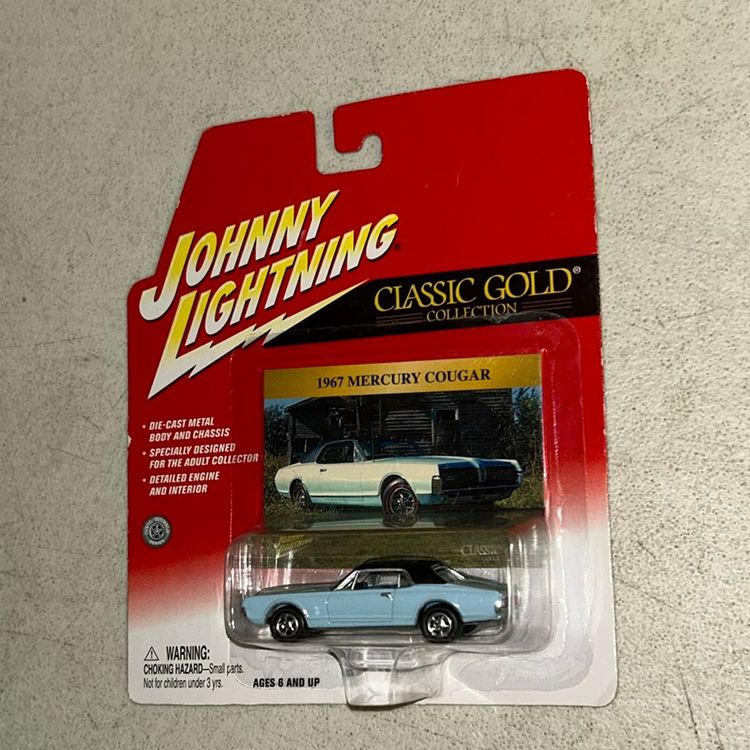 JOHNNY
LIGHTNING®
CLASSIC GOLD®
COLLECTION
1967 MERCURY COUGAR
• DIE-CAST METAL
BODY AND CHASSIS
• SPECIALLY DESIGNED
FOR THE ADULT COLLECTOR
• DETAILED ENGINE
AND INTERIOR
LIGHTNING
CLASSIC
⚠ WARNING:
CHOKING HAZARD—Small parts.
Not for children under 3 yrs.
AGES 6 AND UP